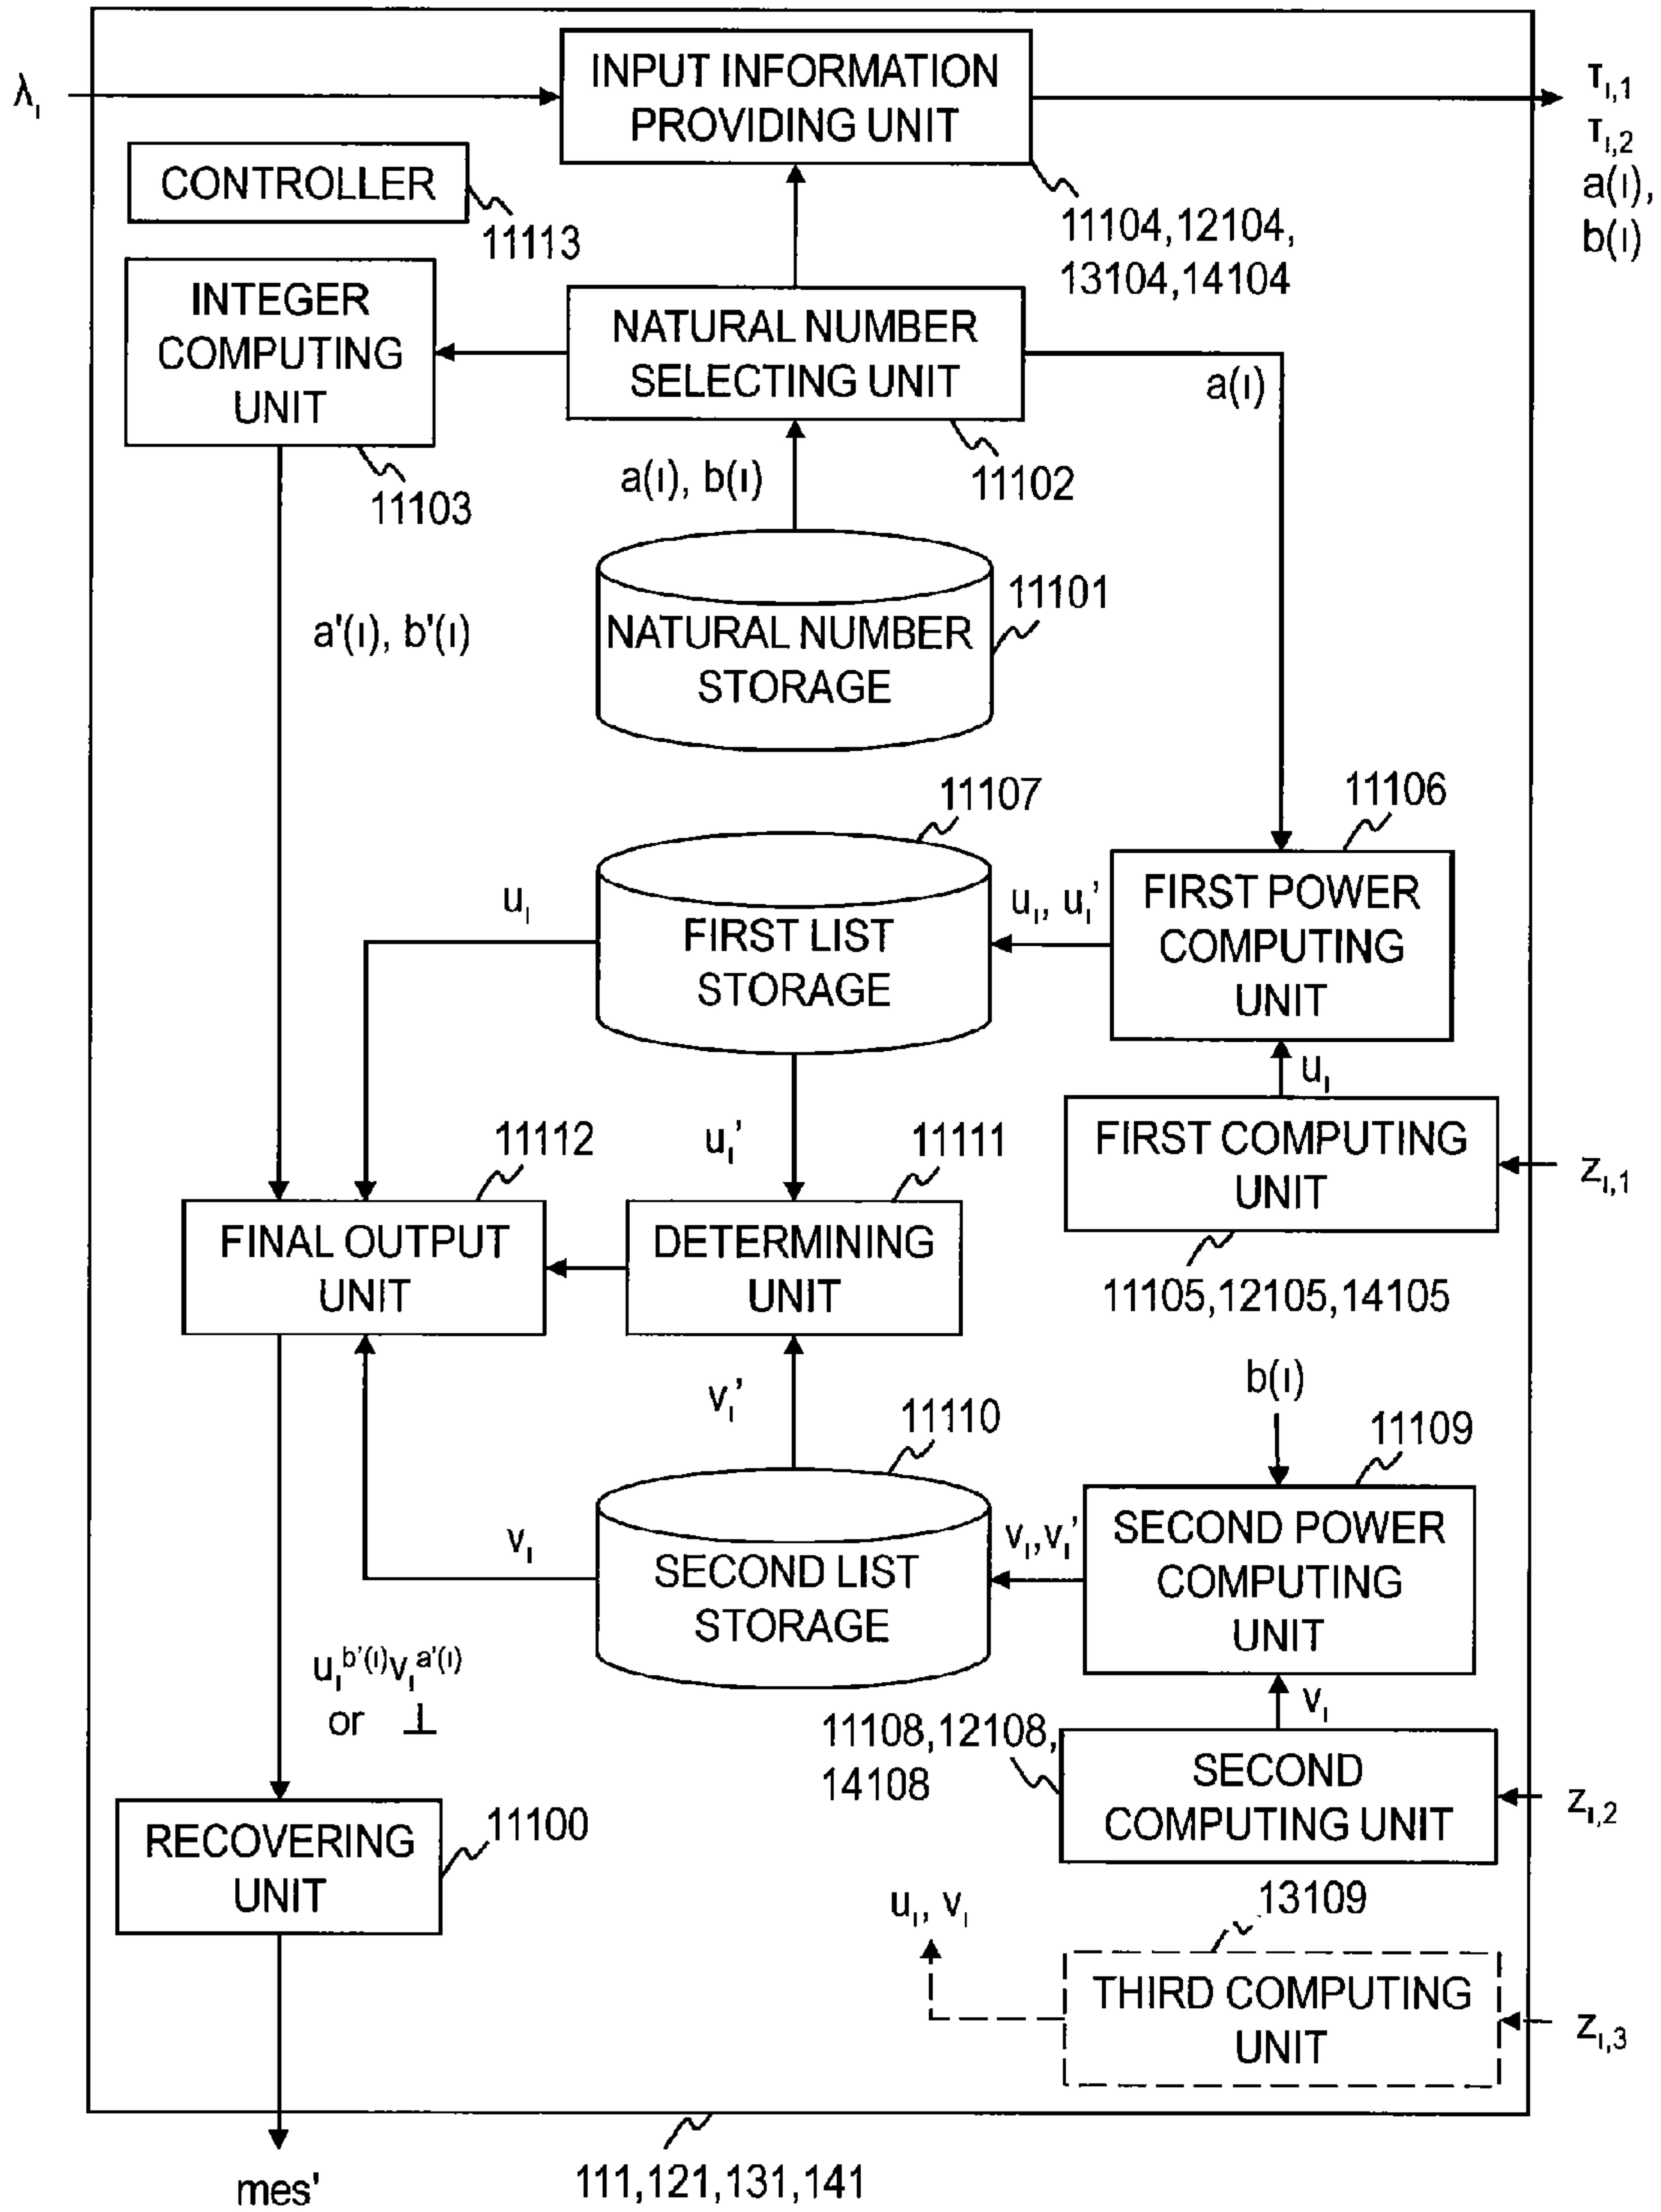 λι
INPUT INFORMATION
PROVIDING UNIT
τι,1
τι,2
a(ι),
b(ι)
CONTROLLER
11113
11104,12104,
13104,14104
INTEGER
COMPUTING
UNIT
11103
NATURAL NUMBER
SELECTING UNIT
11102
a(ι)
a(ι), b(ι)
11101
NATURAL NUMBER
STORAGE
a'(ι), b'(ι)
11107
11106
uι
FIRST LIST
STORAGE
uι, uι'
FIRST POWER
COMPUTING
UNIT
uι
11112
uι'
11111
FIRST COMPUTING
UNIT
zι,1
11105,12105,14105
FINAL OUTPUT
UNIT
DETERMINING
UNIT
vι'
11110
b(ι)
11109
vι
SECOND LIST
STORAGE
vι,vι'
SECOND POWER
COMPUTING
UNIT
uιb'(ι)vιa'(ι)
or ⊥
vι
11108,12108,
14108
SECOND
COMPUTING UNIT
zι,2
RECOVERING
UNIT
11100
uι, vι
13109
THIRD COMPUTING
UNIT
zι,3
mes'
111,121,131,141